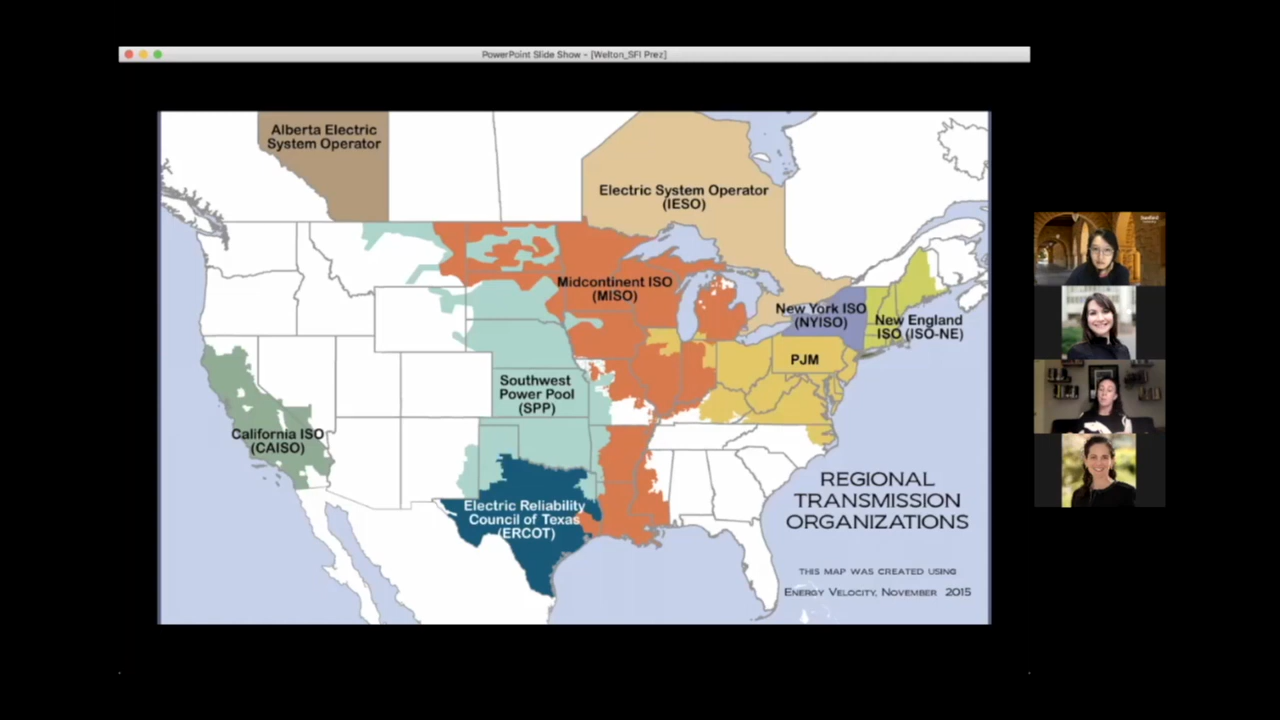 PowerPoint Slide Show - [Welton_SFI Prez]
Alberta Electric
System Operator
Electric System Operator
(IESO)
Midcontinent ISO
(MISO)
New York ISO
(NYISO)
New England
ISO (ISO-NE)
PJM
Southwest
Power Pool
(SPP)
California ISO
(CAISO)
Electric Reliability
Council of Texas
(ERCOT)
REGIONAL
TRANSMISSION
ORGANIZATIONS
THIS MAP WAS CREATED USING
ENERGY VELOCITY, NOVEMBER 2015